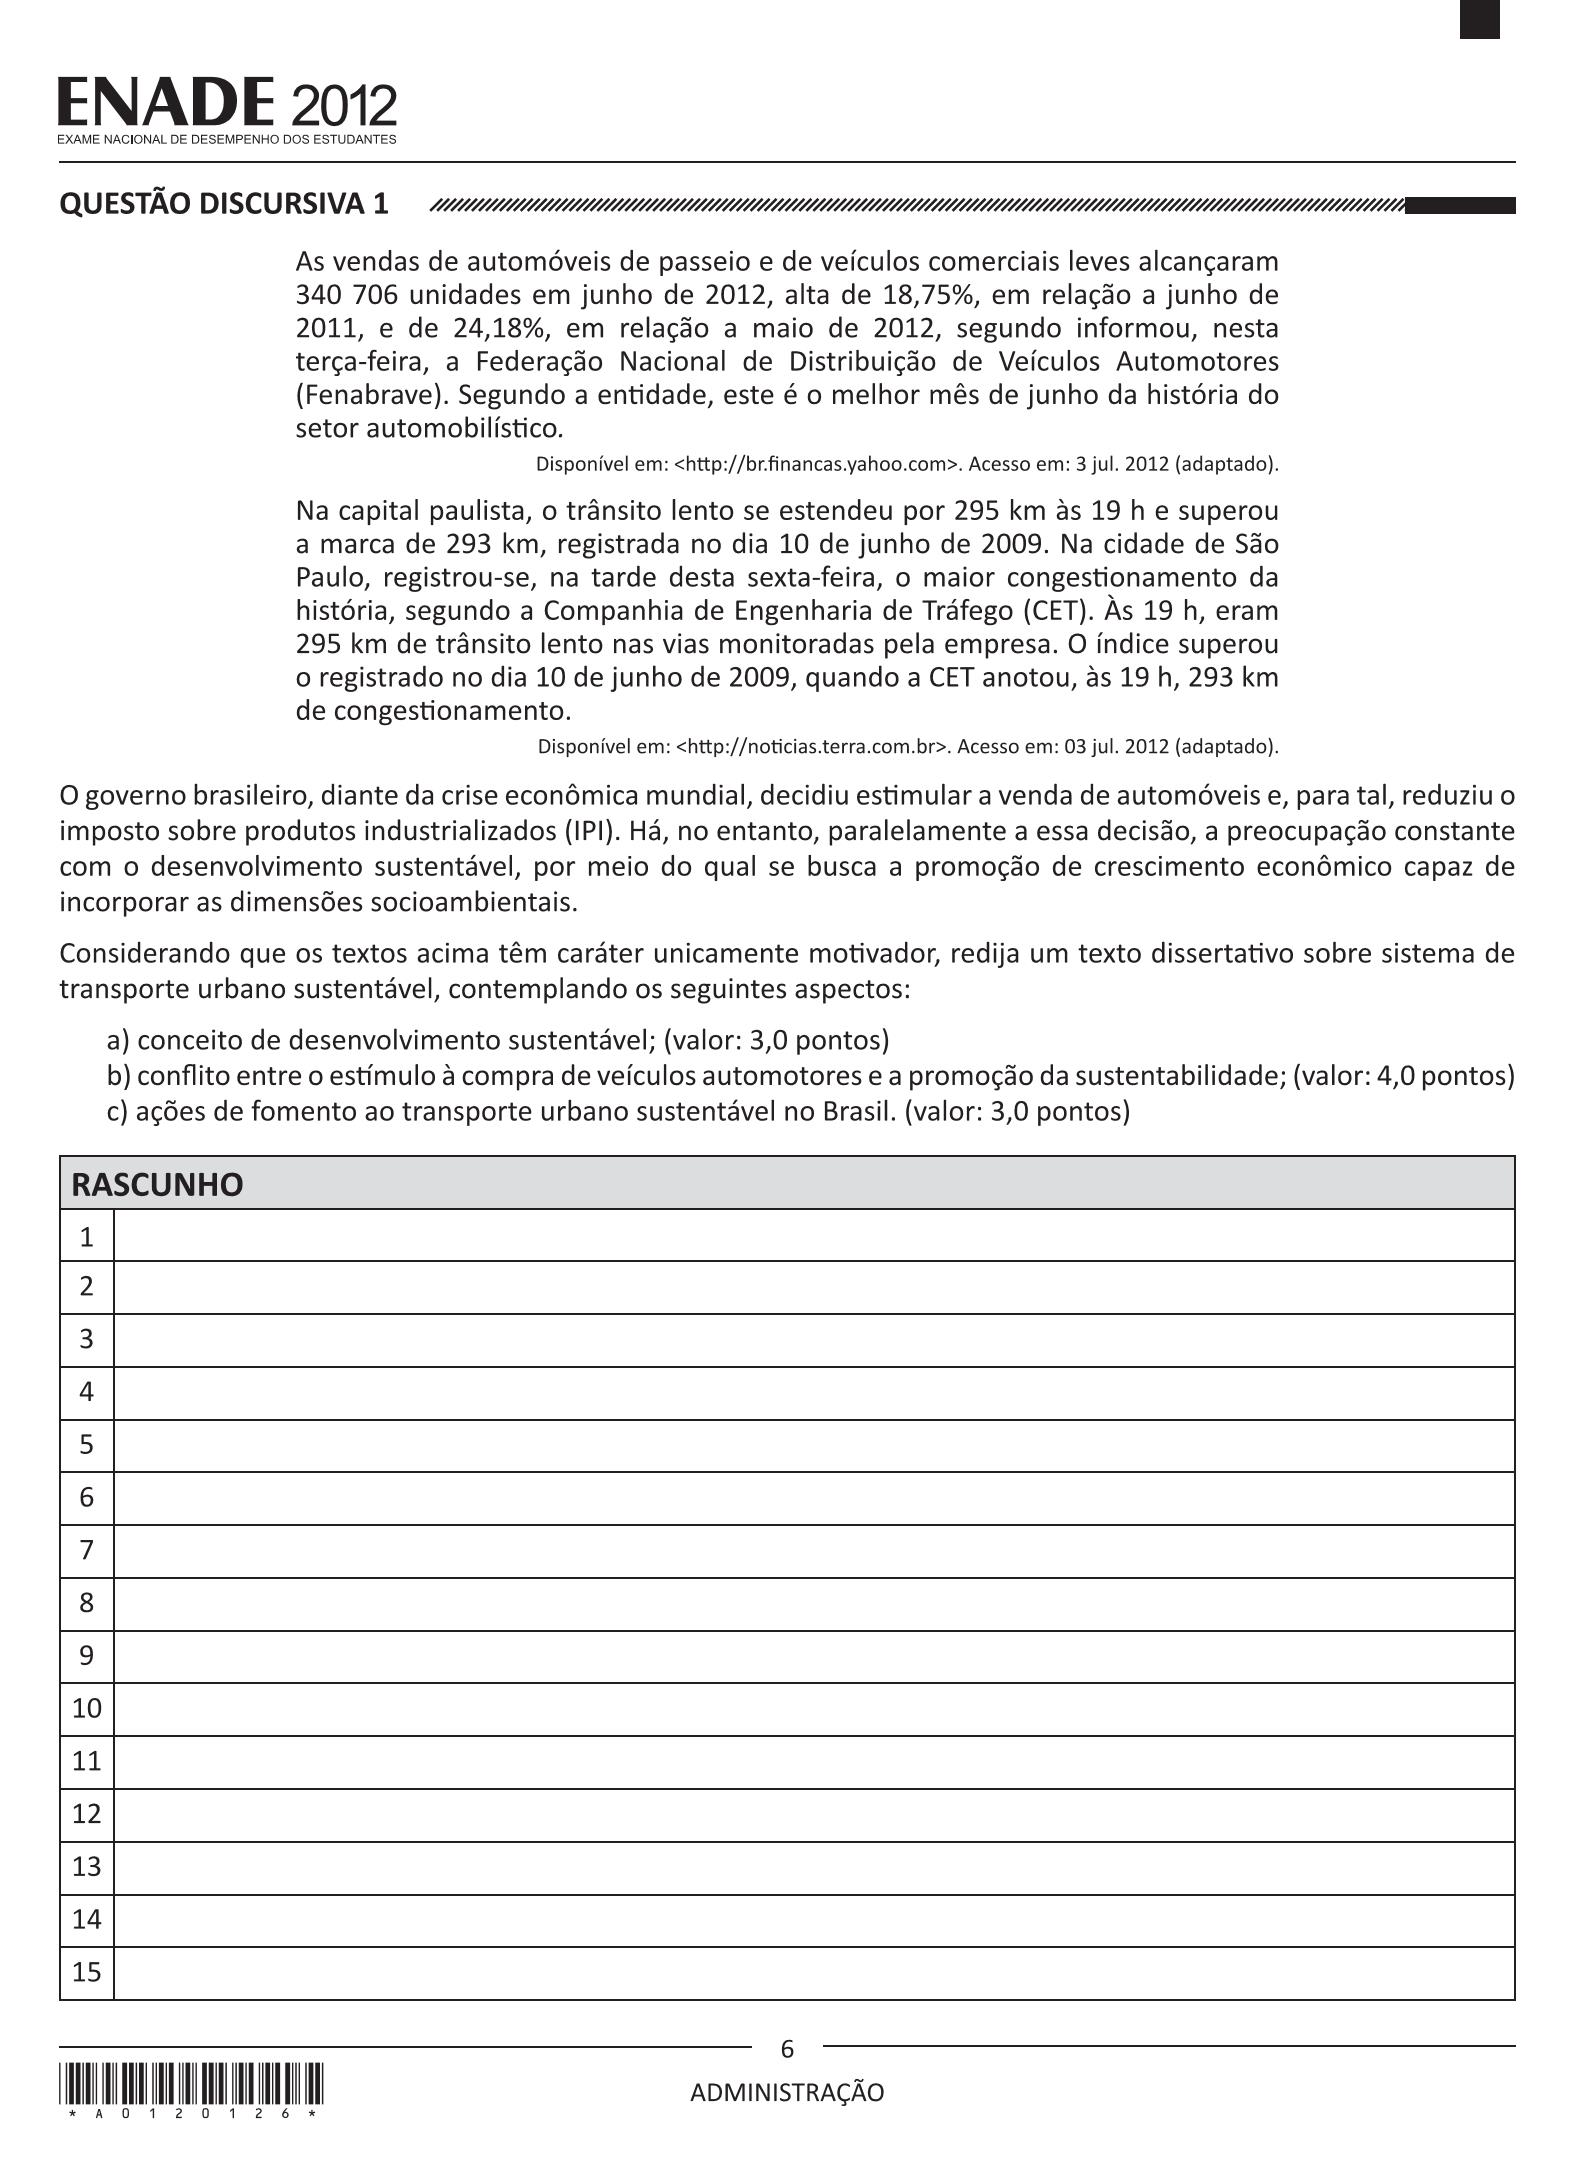 ENADE 2012
EXAME NACIONAL DE DESEMPENHO DOS ESTUDANTES
QUESTÃO DISCURSIVA 1
As vendas de automóveis de passeio e de veículos comerciais leves alcançaram
340 706 unidades em junho de 2012, alta de 18,75%, em relação a junho de
2011, e de 24,18%, em relação a maio de 2012, segundo informou, nesta
terça-feira, a Federação Nacional de Distribuição de Veículos Automotores
(Fenabrave). Segundo a entidade, este é o melhor mês de junho da história do
setor automobilístico.
Disponível em: <http://br.financas.yahoo.com>. Acesso em: 3 jul. 2012 (adaptado).
Na capital paulista, o trânsito lento se estendeu por 295 km às 19 h e superou
a marca de 293 km, registrada no dia 10 de junho de 2009. Na cidade de São
Paulo, registrou-se, na tarde desta sexta-feira, o maior congestionamento da
história, segundo a Companhia de Engenharia de Tráfego (CET). Às 19 h, eram
295 km de trânsito lento nas vias monitoradas pela empresa. O índice superou
o registrado no dia 10 de junho de 2009, quando a CET anotou, às 19 h, 293 km
de congestionamento.
Disponível em: <http://noticias.terra.com.br>. Acesso em: 03 jul. 2012 (adaptado).
O governo brasileiro, diante da crise econômica mundial, decidiu estimular a venda de automóveis e, para tal, reduziu o
imposto sobre produtos industrializados (IPI). Há, no entanto, paralelamente a essa decisão, a preocupação constante
com o desenvolvimento sustentável, por meio do qual se busca a promoção de crescimento econômico capaz de
incorporar as dimensões socioambientais.
Considerando que os textos acima têm caráter unicamente motivador, redija um texto dissertativo sobre sistema de
transporte urbano sustentável, contemplando os seguintes aspectos:
a) conceito de desenvolvimento sustentável; (valor: 3,0 pontos)
b) conflito entre o estímulo à compra de veículos automotores e a promoção da sustentabilidade; (valor: 4,0 pontos)
c) ações de fomento ao transporte urbano sustentável no Brasil. (valor: 3,0 pontos)
RASCUNHO
1
2
3
4
5
6
7
8
9
10
11
12
13
14
15
6
ADMINISTRAÇÃO
* A 0 1 2 0 1 2 6 *